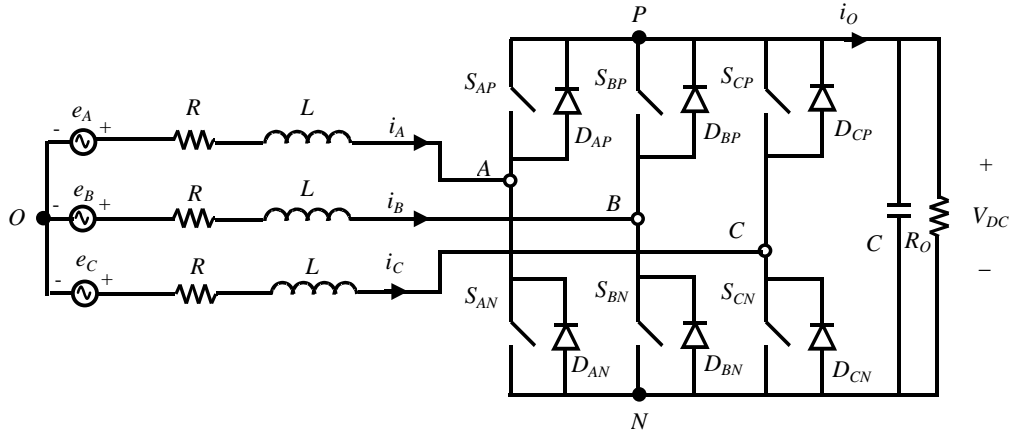 P
i_O
S_AP
S_BP
S_CP
D_AP
D_BP
D_CP
e_A
R
L
i_A
- +
A
e_B
R
L
i_B
- +
B
O
e_C
R
L
i_C
- +
C
S_AN
S_BN
S_CN
D_AN
D_BN
D_CN
C
R_O
+
V_DC
−
N